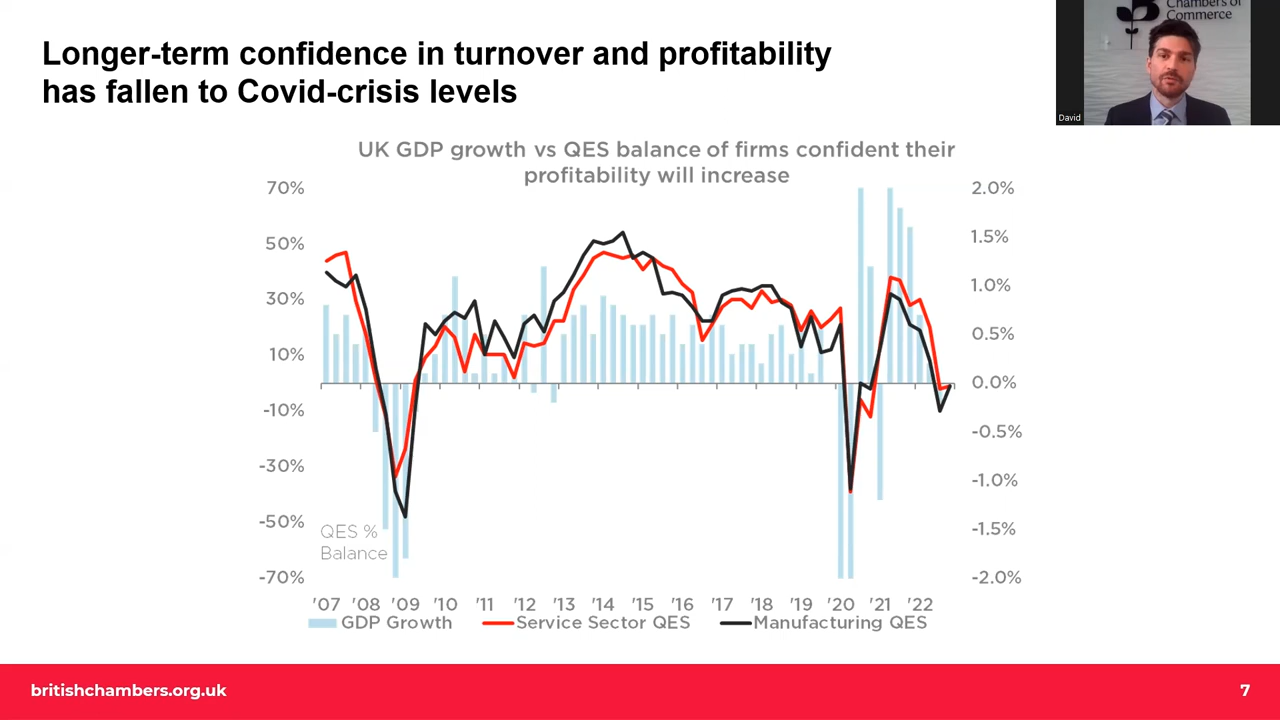 Chambers of
Commerce
David
Longer-term confidence in turnover and profitability
has fallen to Covid-crisis levels
UK GDP growth vs QES balance of firms confident their
profitability will increase
70% 2.0%
50% 1.5%
30% 1.0%
10% 0.5%
0.0%
-10% -0.5%
-30% -1.0%
-50% -1.5%
-70% -2.0%
QES %
Balance
'07 '08 '09 '10 '11 '12 '13 '14 '15 '16 '17 '18 '19 '20 '21 '22
GDP Growth Service Sector QES Manufacturing QES
britishchambers.org.uk 7